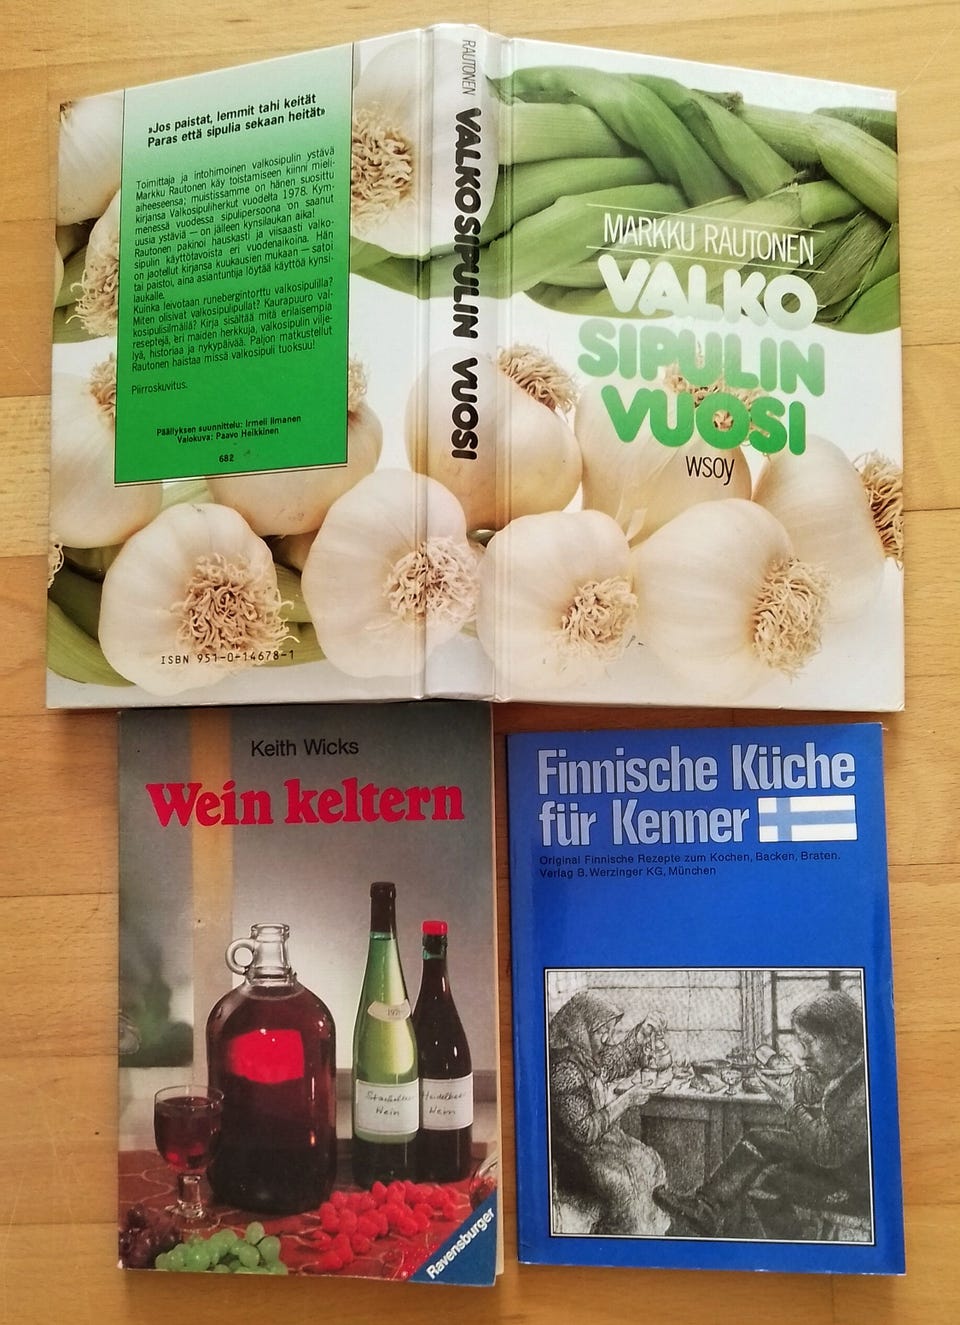 »Jos paistat, lemmit tahi keität
Paras että sipulia sekaan heität»
Toimittaja ja intohimoinen valkosipulin ystävä
Markku Rautonen käy toistamiseen kiinni mieli-
aiheeseensa; muistissamme on hänen suosittu
kirjansa Valkosipuliherkut vuodelta 1978. Kym-
menessä vuodessa sipulipersoona on saanut
uusia ystäviä — on jälleen kynsilaukan aika!
Rautonen pakinoi hauskasti ja viisaasti valko-
sipulin käyttötavoista eri vuodenaikoina. Hän
on jaotellut kirjansa kuukausien mukaan — satoi
tai paistoi, aina asiantuntija löytää käyttöä kynsi-
laukalle.
Kuinka leivotaan runebergintorttu valkosipulilla?
Miten olisivat valkosipulipullat? Kaurapuuro val-
kosipulisilmällä? Kirja sisältää mitä erilaisempia
reseptejä, eri maiden herkkuja, valkosipulin vilje-
lyä, historiaa ja nykypäivää. Paljon matkustellut
Rautonen haistaa missä valkosipuli tuoksuu!
Piirroskuvitus.
Päällyksen suunnittelu: Irmeli Ilmanen
Valokuva: Paavo Heikkinen
682
ISBN 951-0-14678-1
RAUTONEN VALKOSIPULIN VUOSI
MARKKU RAUTONEN
VALKO
SIPULIN
VUOSI
WSOY
Keith Wicks
Wein keltern
197
Wein
Heidelbeer
Wein
Ravensburger
Finnische Küche
für Kenner
Original Finnische Rezepte zum Kochen, Backen, Braten.
Verlag B. Werzinger KG, München